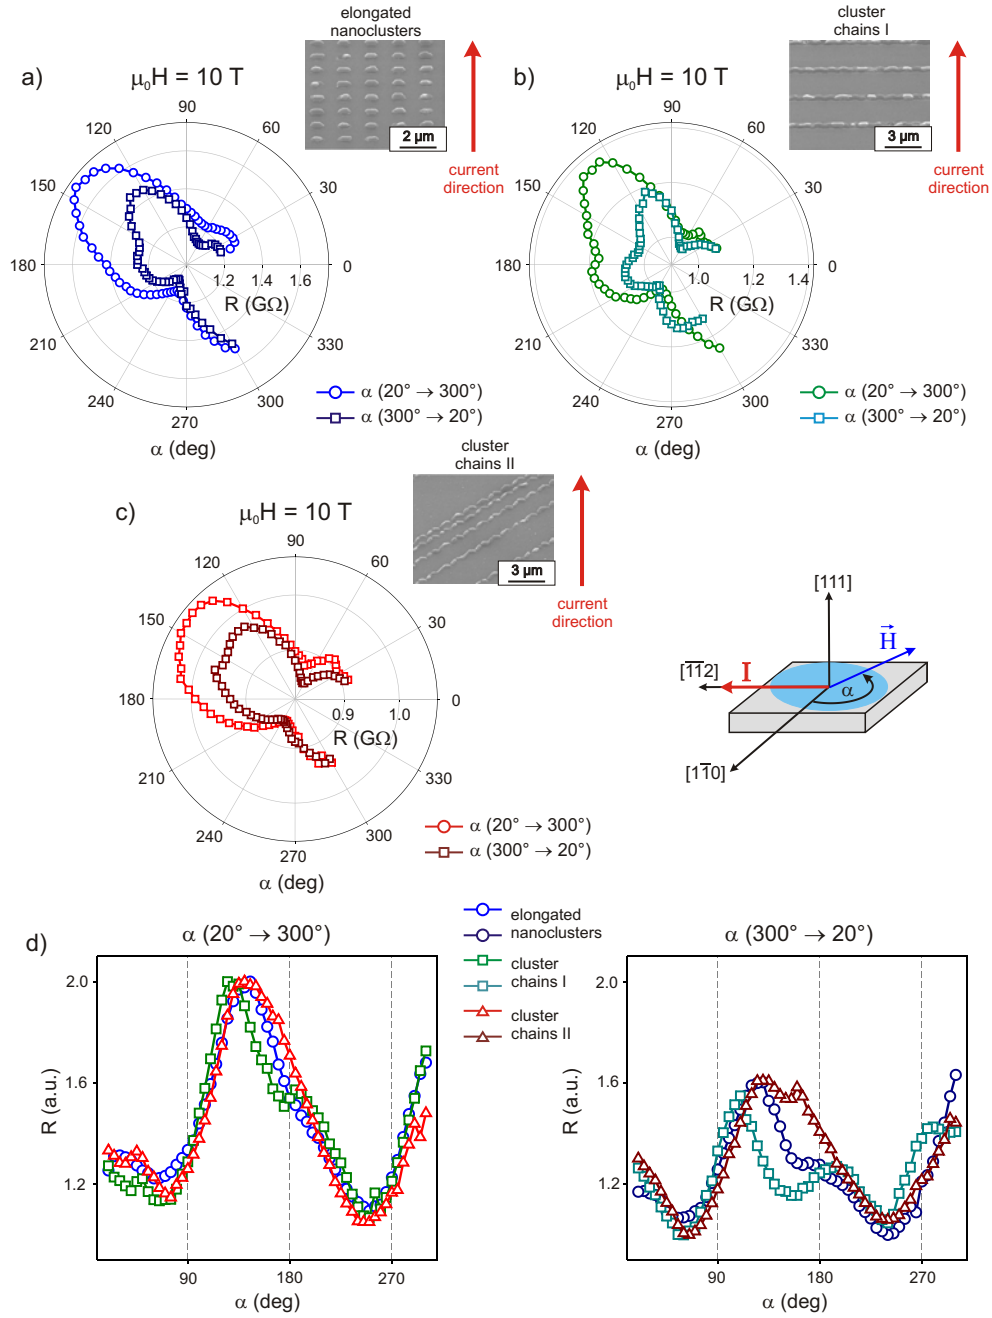 elongated
nanoclusters
a)
μ₀H = 10 T
2 μm
current
direction
90
120
60
150
30
180
0
1.2 1.4 1.6
R (GΩ)
210
330
240
300
270
α (deg)
α (20° → 300°)
α (300° → 20°)
cluster
chains I
b)
μ₀H = 10 T
3 μm
current
direction
90
120
60
150
30
180
0
1.0 1.2 1.4
R (GΩ)
210
330
240
300
270
α (deg)
α (20° → 300°)
α (300° → 20°)
cluster
chains II
c)
μ₀H = 10 T
3 μm
current
direction
90
120
60
150
30
180
0
0.9 1.0
R (GΩ)
210
330
240
300
270
α (deg)
α (20° → 300°)
α (300° → 20°)
[111]
H⃗
[1̅1̅2]
I
α
[11̅0]
d)
α (20° → 300°)
elongated
nanoclusters
cluster
chains I
cluster
chains II
α (300° → 20°)
R (a.u.)
2.0
1.6
1.2
90 180 270
α (deg)
R (a.u.)
2.0
1.6
1.2
90 180 270
α (deg)